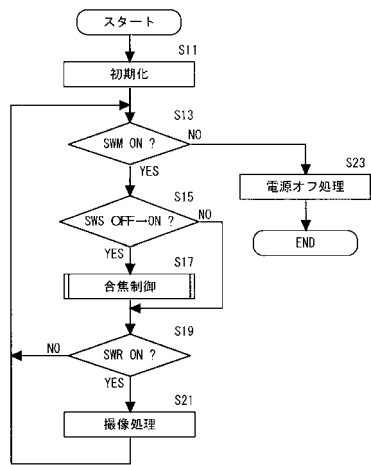 スタート
S11
初期化
S13
SWM ON ?
NO
YES
S23
電源オフ処理
END
S15
SWS OFF→ON ?
NO
YES
S17
合焦制御
S19
SWR ON ?
NO
YES
S21
撮像処理